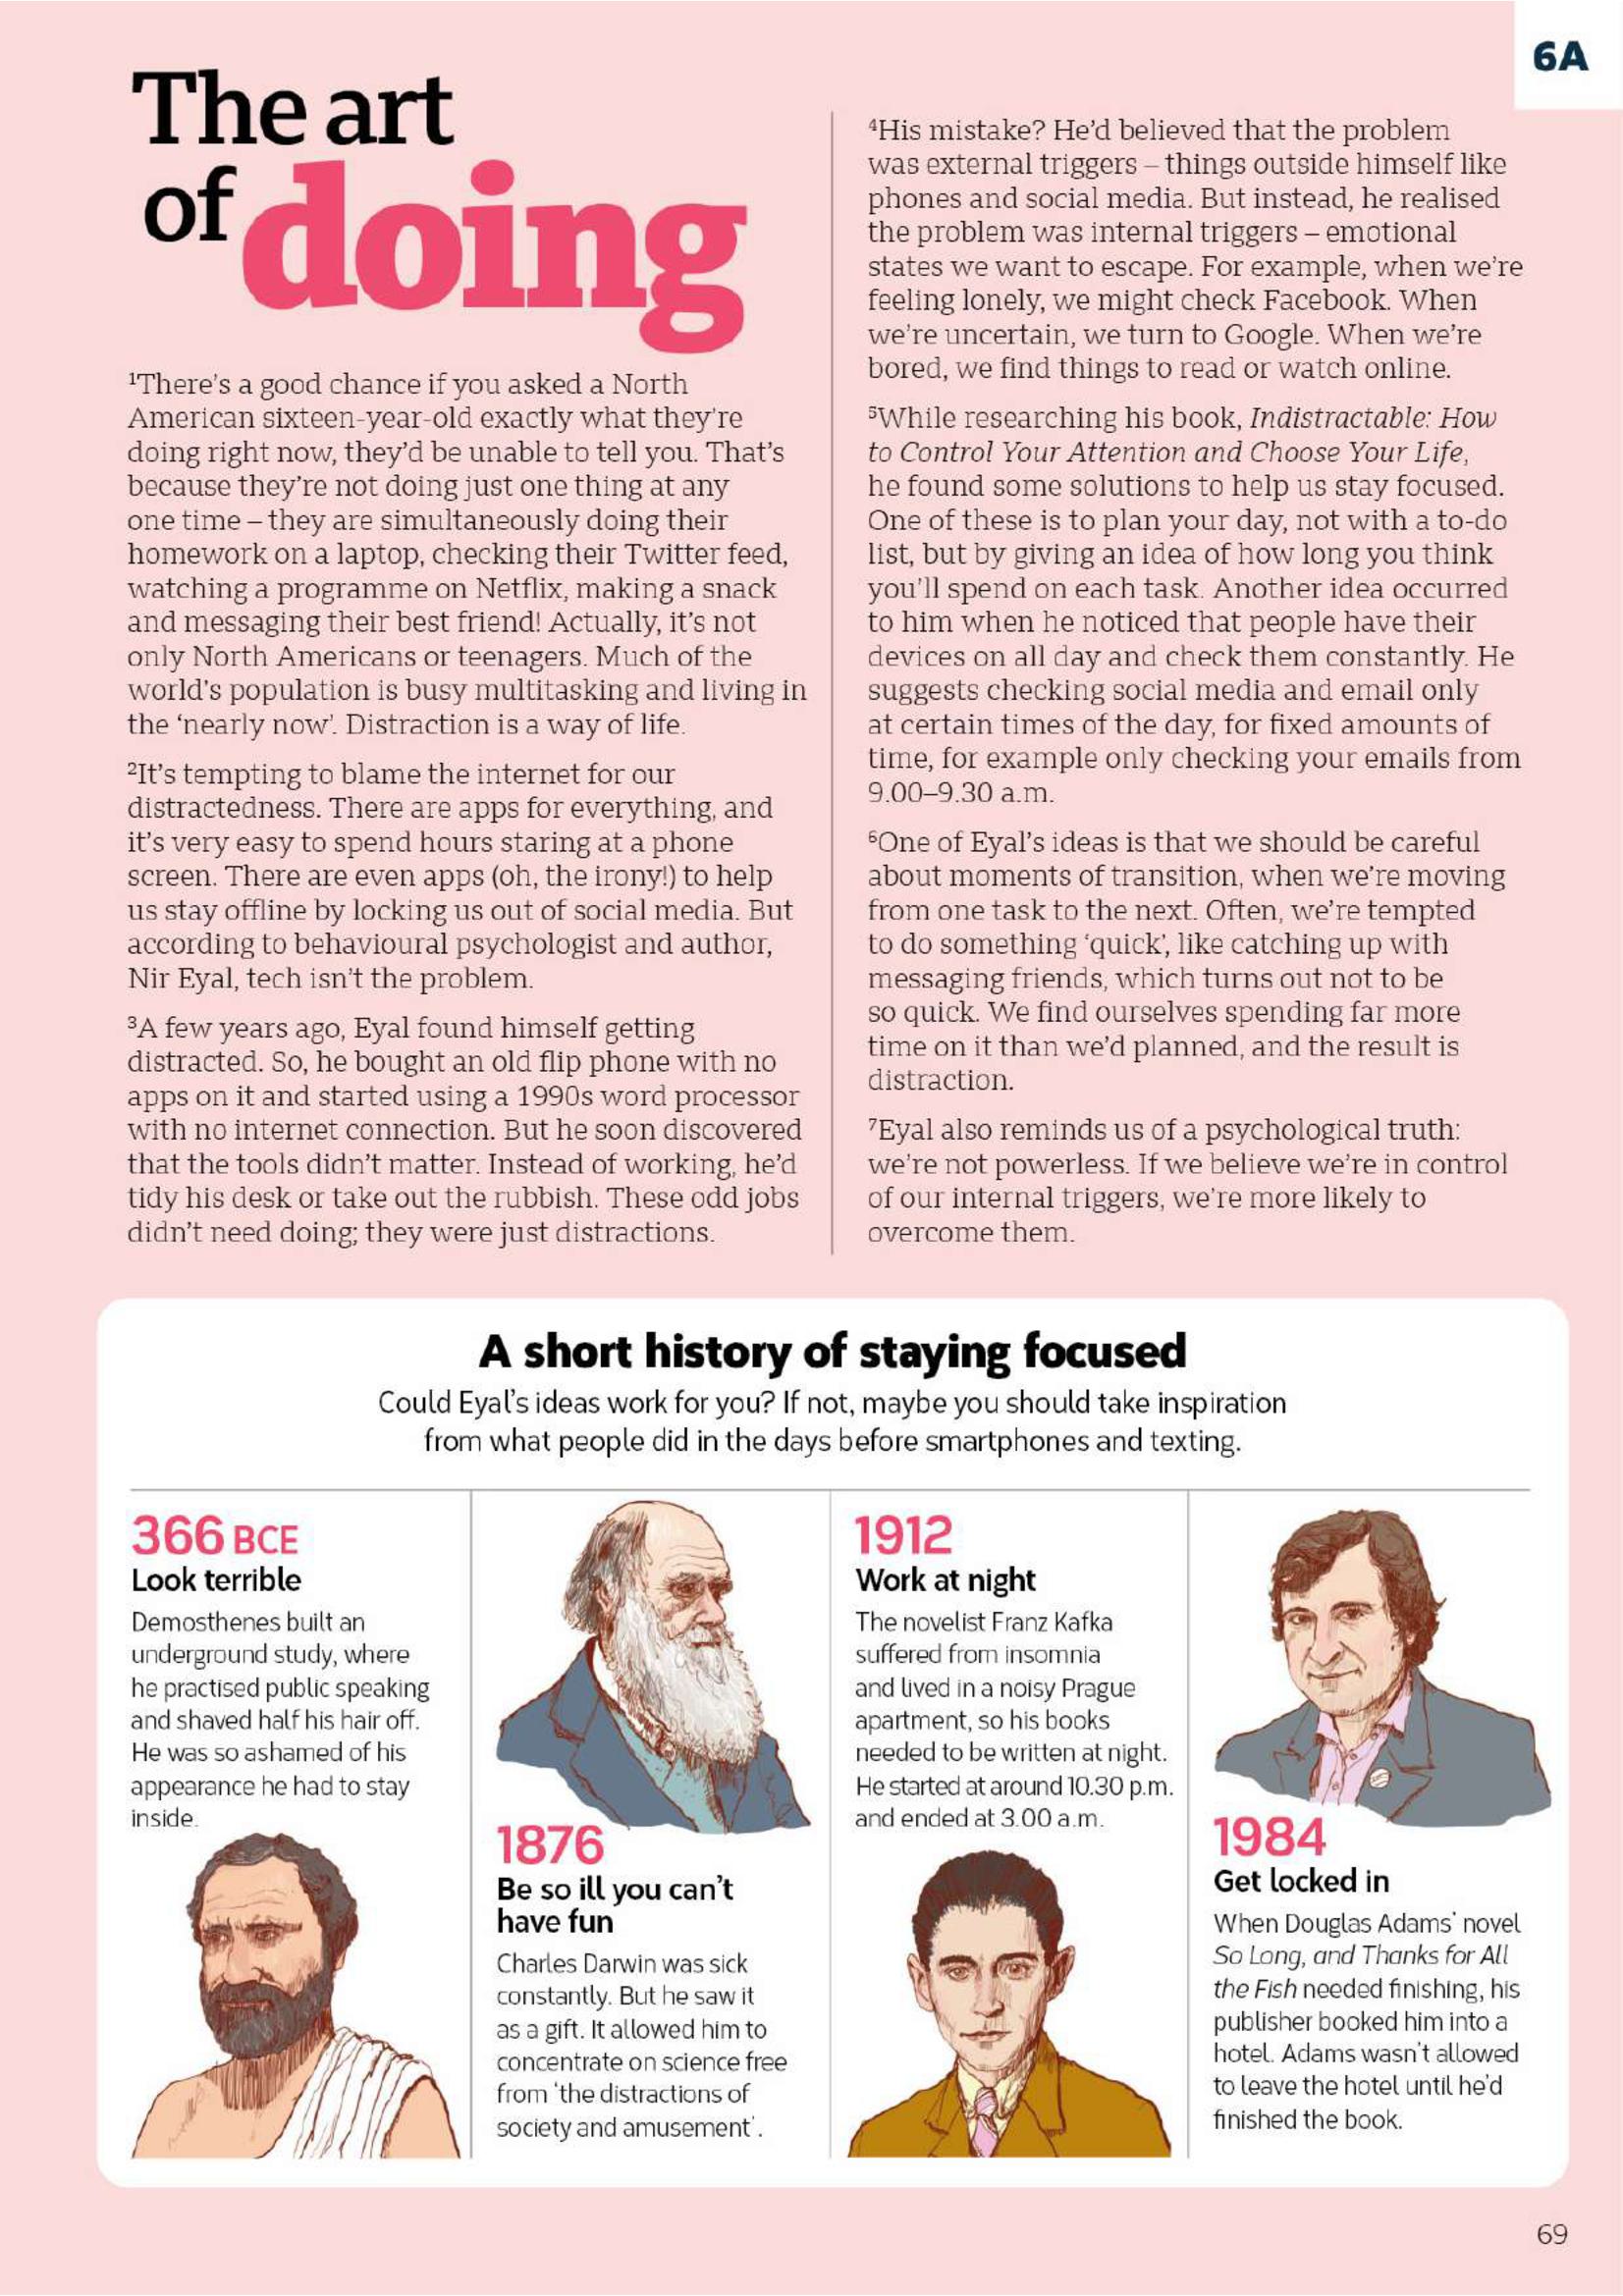 6A
The art
of doing
¹There's a good chance if you asked a North
American sixteen-year-old exactly what they're
doing right now, they'd be unable to tell you. That's
because they're not doing just one thing at any
one time – they are simultaneously doing their
homework on a laptop, checking their Twitter feed,
watching a programme on Netflix, making a snack
and messaging their best friend! Actually, it's not
only North Americans or teenagers. Much of the
world's population is busy multitasking and living in
the ‘nearly now’. Distraction is a way of life.
²It's tempting to blame the internet for our
distractedness. There are apps for everything, and
it's very easy to spend hours staring at a phone
screen. There are even apps (oh, the irony!) to help
us stay offline by locking us out of social media. But
according to behavioural psychologist and author,
Nir Eyal, tech isn't the problem.
³A few years ago, Eyal found himself getting
distracted. So, he bought an old flip phone with no
apps on it and started using a 1990s word processor
with no internet connection. But he soon discovered
that the tools didn't matter. Instead of working, he'd
tidy his desk or take out the rubbish. These odd jobs
didn't need doing; they were just distractions.
⁴His mistake? He'd believed that the problem
was external triggers – things outside himself like
phones and social media. But instead, he realised
the problem was internal triggers – emotional
states we want to escape. For example, when we're
feeling lonely, we might check Facebook. When
we're uncertain, we turn to Google. When we're
bored, we find things to read or watch online.
⁵While researching his book, Indistractable: How
to Control Your Attention and Choose Your Life,
he found some solutions to help us stay focused.
One of these is to plan your day, not with a to-do
list, but by giving an idea of how long you think
you'll spend on each task. Another idea occurred
to him when he noticed that people have their
devices on all day and check them constantly. He
suggests checking social media and email only
at certain times of the day, for fixed amounts of
time, for example only checking your emails from
9.00–9.30 a.m.
⁶One of Eyal's ideas is that we should be careful
about moments of transition, when we're moving
from one task to the next. Often, we're tempted
to do something ‘quick’, like catching up with
messaging friends, which turns out not to be
so quick. We find ourselves spending far more
time on it than we'd planned, and the result is
distraction.
⁷Eyal also reminds us of a psychological truth:
we're not powerless. If we believe we're in control
of our internal triggers, we're more likely to
overcome them.
A short history of staying focused
Could Eyal's ideas work for you? If not, maybe you should take inspiration
from what people did in the days before smartphones and texting.
366 BCE
Look terrible
Demosthenes built an
underground study, where
he practised public speaking
and shaved half his hair off.
He was so ashamed of his
appearance he had to stay
inside.
1876
Be so ill you can't
have fun
Charles Darwin was sick
constantly. But he saw it
as a gift. It allowed him to
concentrate on science free
from ‘the distractions of
society and amusement’.
1912
Work at night
The novelist Franz Kafka
suffered from insomnia
and lived in a noisy Prague
apartment, so his books
needed to be written at night.
He started at around 10.30 p.m.
and ended at 3.00 a.m.
1984
Get locked in
When Douglas Adams' novel
So Long, and Thanks for All
the Fish needed finishing, his
publisher booked him into a
hotel. Adams wasn't allowed
to leave the hotel until he'd
finished the book.
69